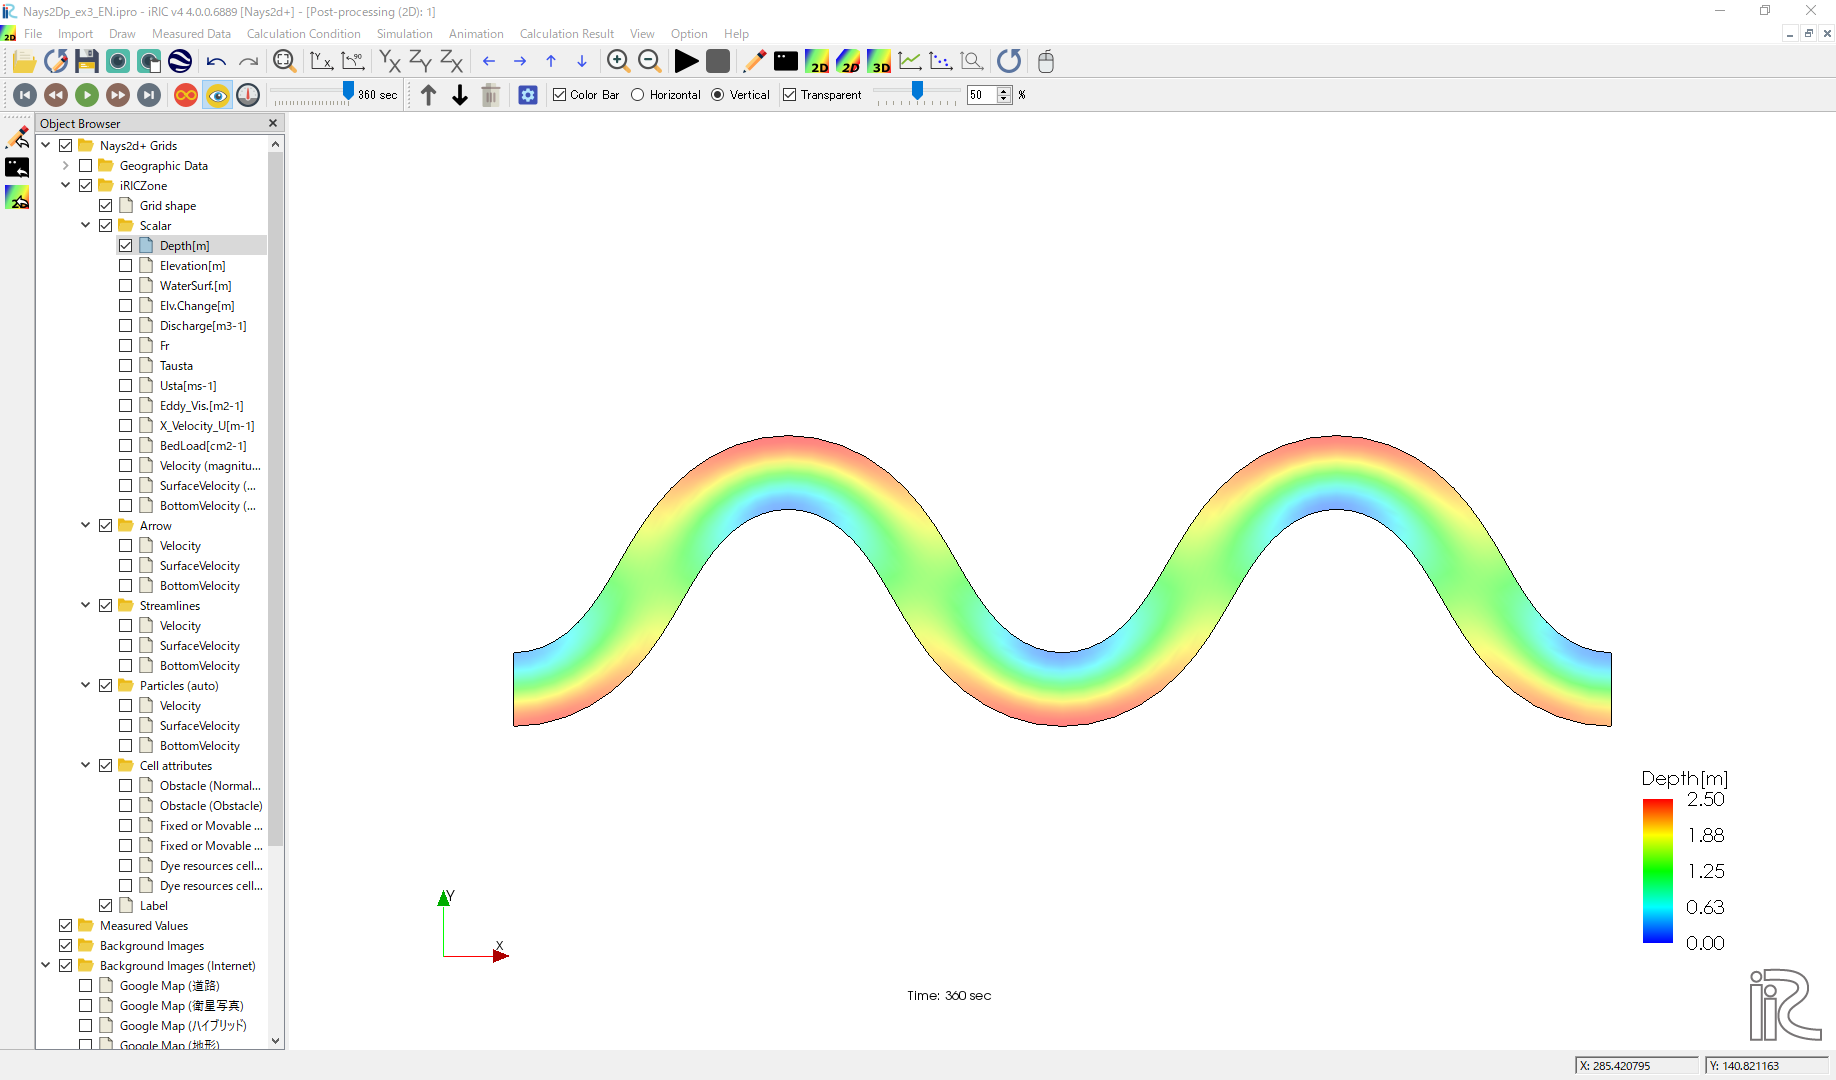 Nays2Dp_ex3_EN.ipro - iRIC v4 4.0.0.6889 [Nays2d+] - [Post-processing (2D): 1]
File Import Draw Measured Data Calculation Condition Simulation Animation Calculation Result View Option Help
360 sec Color Bar Horizontal Vertical Transparent 50 %
Object Browser
Nays2d+ Grids
Geographic Data
iRICZone
Grid shape
Scalar
Depth[m]
Elevation[m]
WaterSurf.[m]
Elv.Change[m]
Discharge[m3-1]
Fr
Tausta
Usta[ms-1]
Eddy_Vis.[m2-1]
X_Velocity_U[m-1]
BedLoad[cm2-1]
Velocity (magnitu...
SurfaceVelocity (...
BottomVelocity (...
Arrow
Velocity
SurfaceVelocity
BottomVelocity
Streamlines
Velocity
SurfaceVelocity
BottomVelocity
Particles (auto)
Velocity
SurfaceVelocity
BottomVelocity
Cell attributes
Obstacle (Normal...
Obstacle (Obstacle)
Fixed or Movable ...
Fixed or Movable ...
Dye resources cell...
Dye resources cell...
Label
Measured Values
Background Images
Background Images (Internet)
Google Map (道路)
Google Map (衛星写真)
Google Map (ハイブリッド)
Google Map (地形)
Depth[m]
2.50
1.88
1.25
0.63
0.00
Y
X
Time: 360 sec
iRIC
X: 285.420795
Y: 140.821163